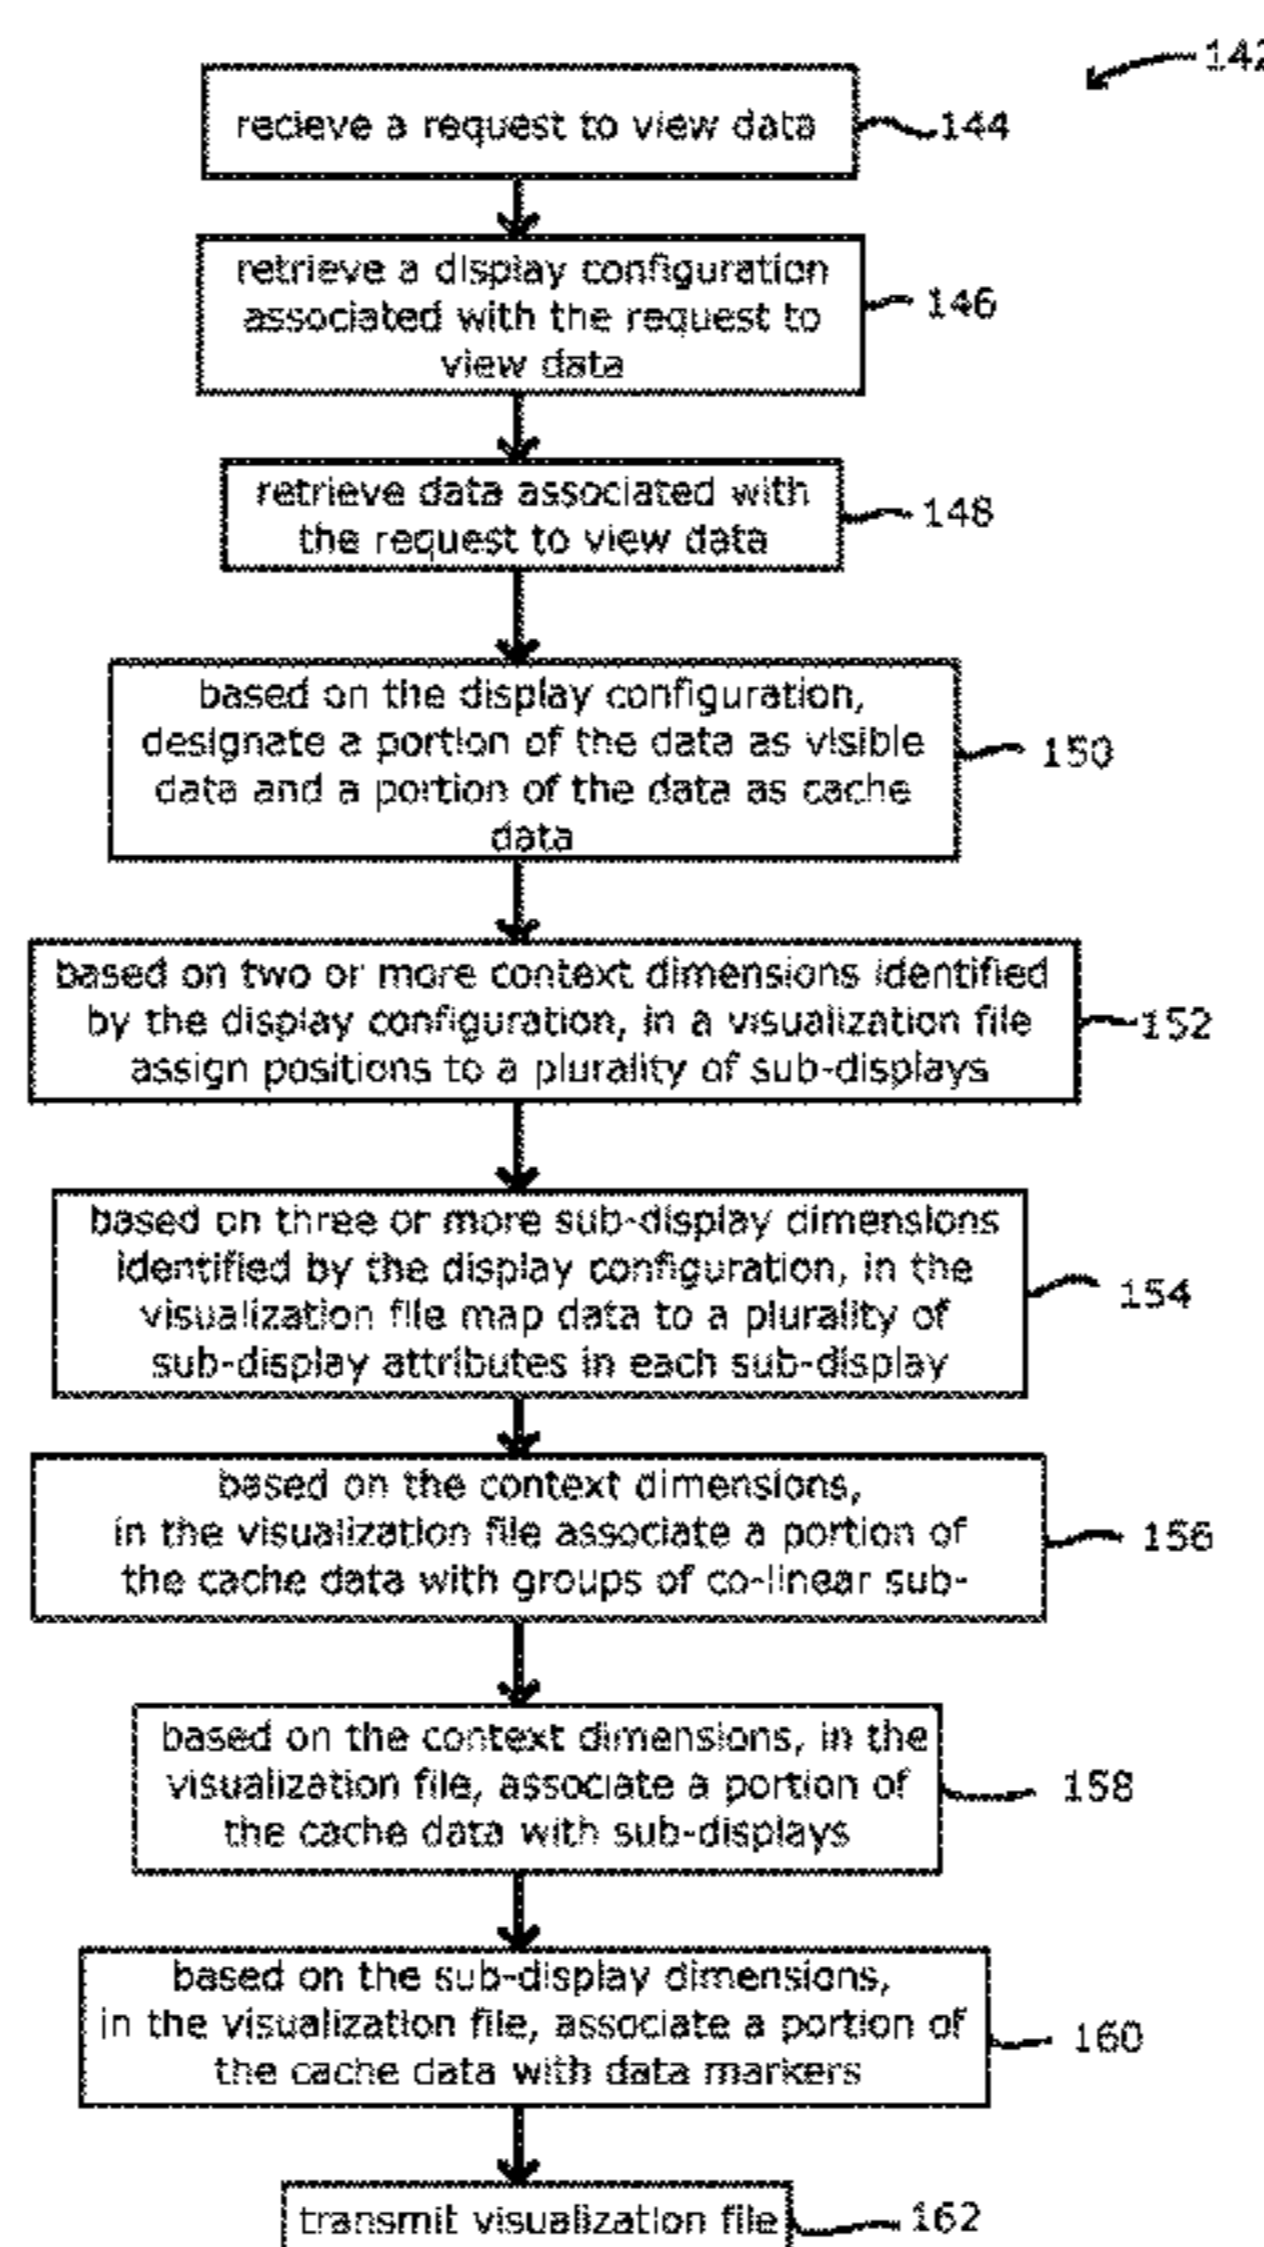 142
recieve a request to view data
144
retrieve a display configuration
associated with the request to
view data
146
retrieve data associated with
the request to view data
148
based on the display configuration,
designate a portion of the data as visible
data and a portion of the data as cache
data
150
based on two or more context dimensions identified
by the display configuration, in a visualization file
assign positions to a plurality of sub-displays
152
based on three or more sub-display dimensions
identified by the display configuration, in the
visualization file map data to a plurality of
sub-display attributes in each sub-display
154
based on the context dimensions,
in the visualization file associate a portion of
the cache data with groups of co-linear sub-
156
based on the context dimensions, in the
visualization file, associate a portion of
the cache data with sub-displays
158
based on the sub-display dimensions,
in the visualization file, associate a portion of
the cache data with data markers
160
transmit visualization file
162